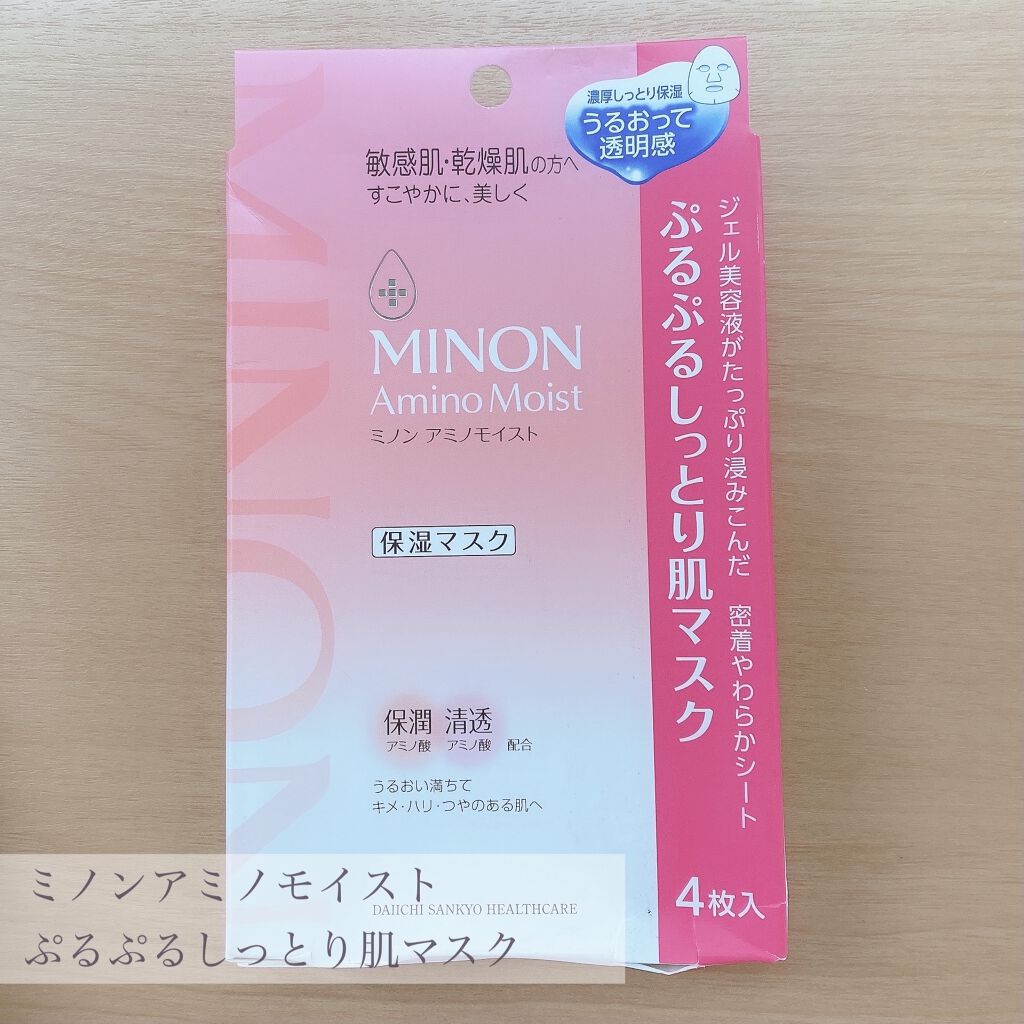 濃厚しっとり保湿
うるおって
透明感
敏感肌・乾燥肌の方へ
すこやかに、美しく
MINON
Amino Moist
ミノン アミノモイスト
保湿マスク
保潤 清透
アミノ酸 アミノ酸 配合
うるおい満ちて
キメ・ハリ・つやのある肌へ
DAIICHI SANKYO HEALTHCARE
ジェル美容液がたっぷり浸みこんだ 密着やわらかシート
ぷるぷるしっとり肌マスク
4枚入
MINON
ミノンアミノモイスト
ぷるぷるしっとり肌マスク